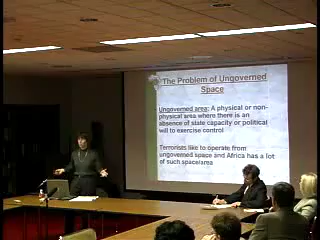 The Problem of Ungoverned
Space
Ungoverned area: A physical or non-
physical area where there is an
absence of state capacity or political
will to exercise control
Terrorists like to operate from
ungoverned space and Africa has a lot
of such space/area